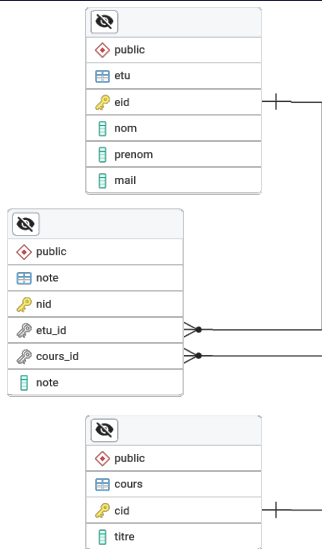 public
etu
eid
nom
prenom
mail
public
note
nid
etu_id
cours_id
note
public
cours
cid
titre